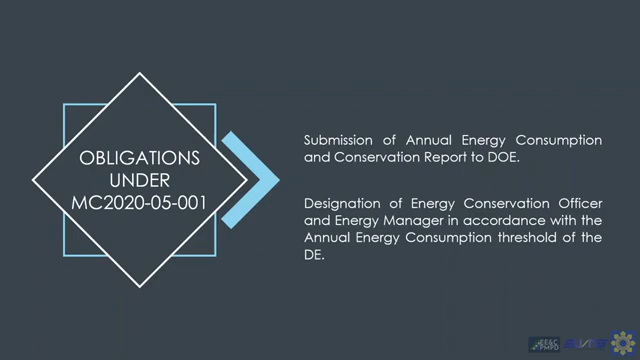 OBLIGATIONS
UNDER
MC2020-05-001
Submission of Annual Energy Consumption
and Conservation Report to DOE.
Designation of Energy Conservation Officer
and Energy Manager in accordance with the
Annual Energy Consumption threshold of the
DE.